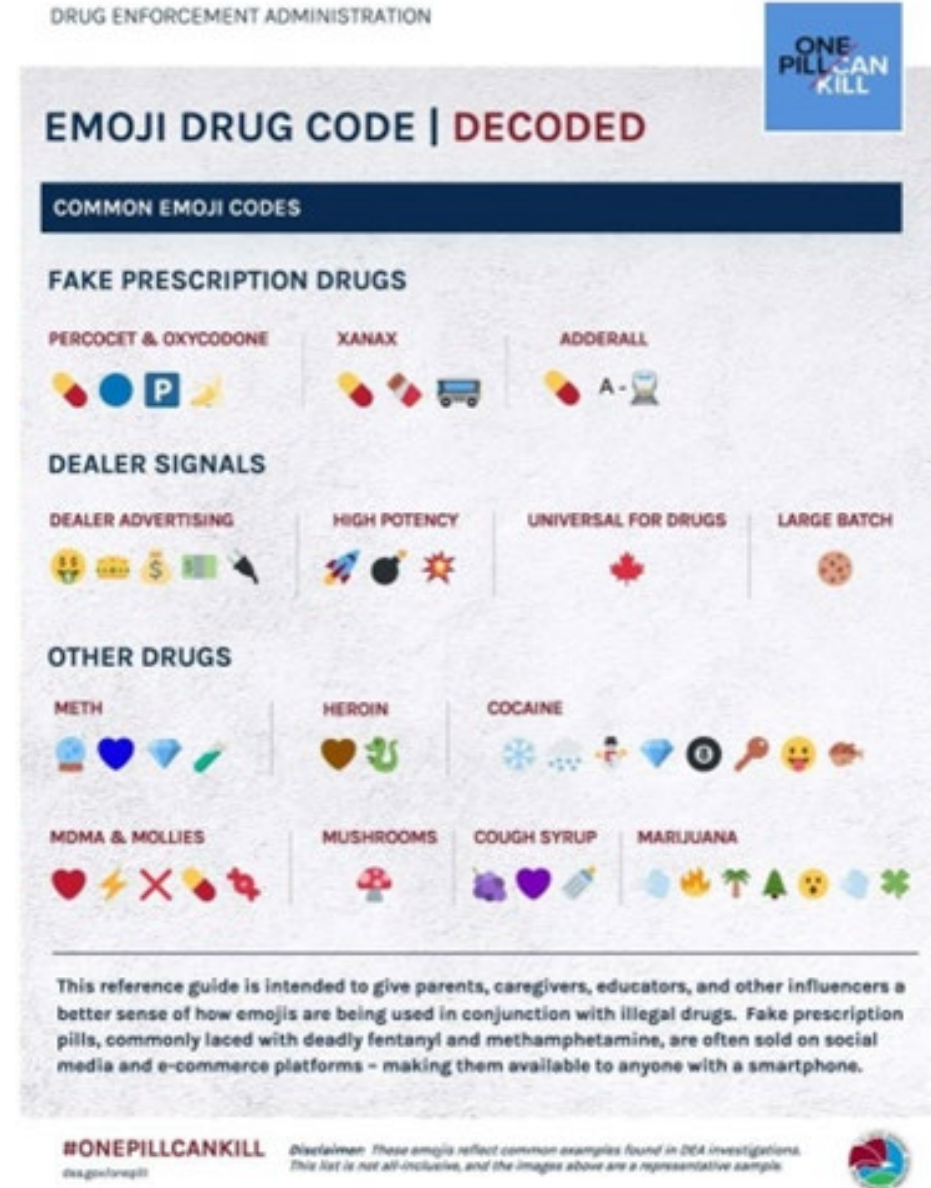 DRUG ENFORCEMENT ADMINISTRATION
ONE
PILL CAN
KILL
EMOJI DRUG CODE | DECODED
COMMON EMOJI CODES
FAKE PRESCRIPTION DRUGS
PERCOCET & OXYCODONE
XANAX
ADDERALL
P
A -
DEALER SIGNALS
DEALER ADVERTISING
HIGH POTENCY
UNIVERSAL FOR DRUGS
LARGE BATCH
OTHER DRUGS
METH
HEROIN
COCAINE
8
MDMA & MOLLIES
MUSHROOMS
COUGH SYRUP
MARIJUANA
This reference guide is intended to give parents, caregivers, educators, and other influencers a
better sense of how emojis are being used in conjunction with illegal drugs. Fake prescription
pills, commonly laced with deadly fentanyl and methamphetamine, are often sold on social
media and e-commerce platforms – making them available to anyone with a smartphone.
#ONEPILLCANKILL
dea.gov/onepill
Disclaimer: These emojis reflect common examples found in DEA investigations.
This list is not all-inclusive, and the images above are a representative sample.